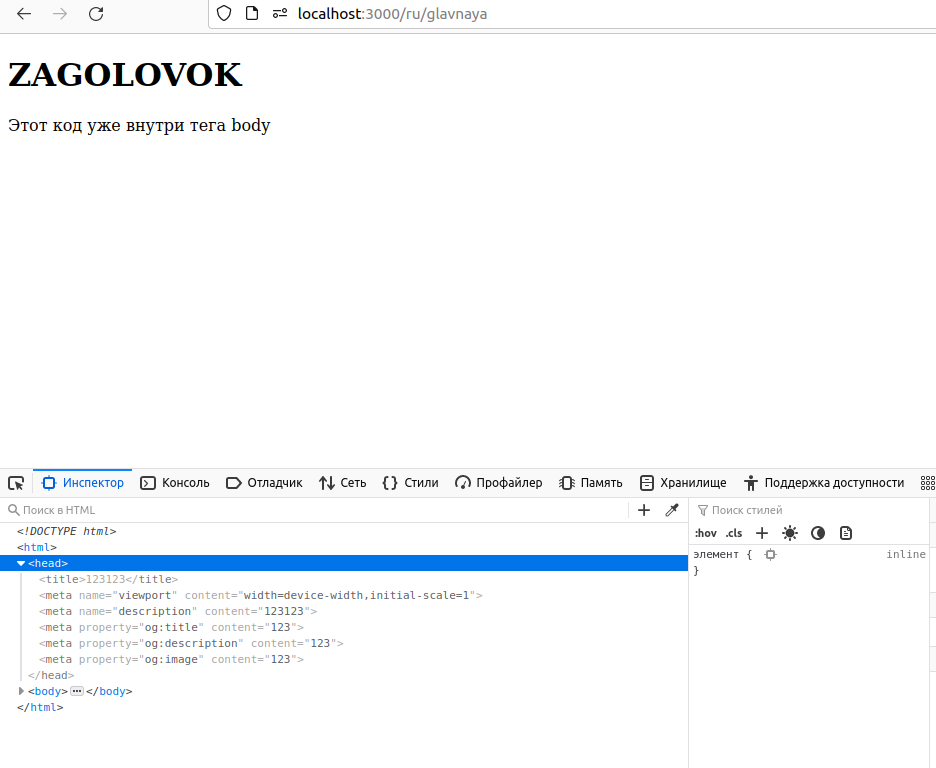 localhost:3000/ru/glavnaya
ZAGOLOVOK
Этот код уже внутри тега body
Инспектор Консоль Отладчик Сеть Стили Профайлер Память Хранилище Поддержка доступности
Поиск в HTML
Поиск стилей
:hov .cls
<!DOCTYPE html>
<html>
<head>
<title>123123</title>
<meta name="viewport" content="width=device-width,initial-scale=1">
<meta name="description" content="123123">
<meta property="og:title" content="123">
<meta property="og:description" content="123">
<meta property="og:image" content="123">
</head>
<body></body>
</html>
элемент { inline
}